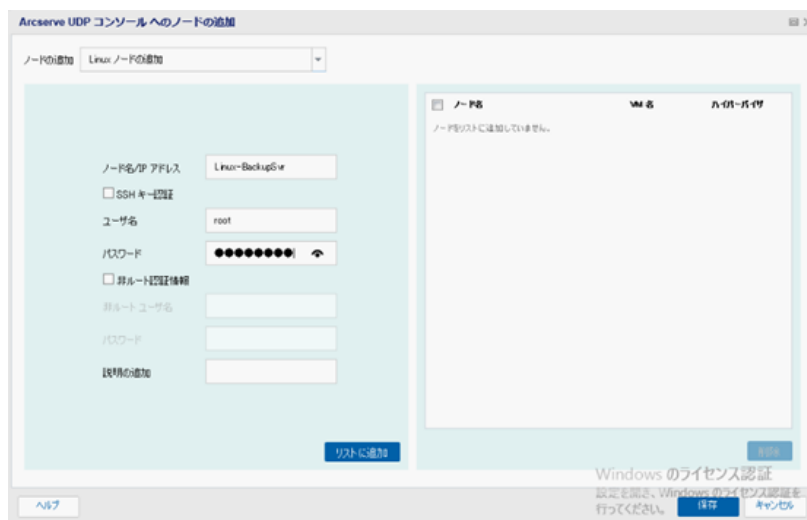 Arcserve UDP コンソール へのノードの追加
ノードの追加 Linux ノードの追加
ノード名/IP アドレス Linux-BackupSvr
SSH キー認証
ユーザ名 root
パスワード ●●●●●●●●
非ルート認証情報
非ルート ユーザ名
パスワード
説明の追加
リストに追加
ノード名 VM 名 ハイパーバイザ
ノードをリストに追加していません。
削除
Windows のライセンス認証
設定を開き、Windows のライセンス認証を
行ってください。
ヘルプ 保存 キャンセル